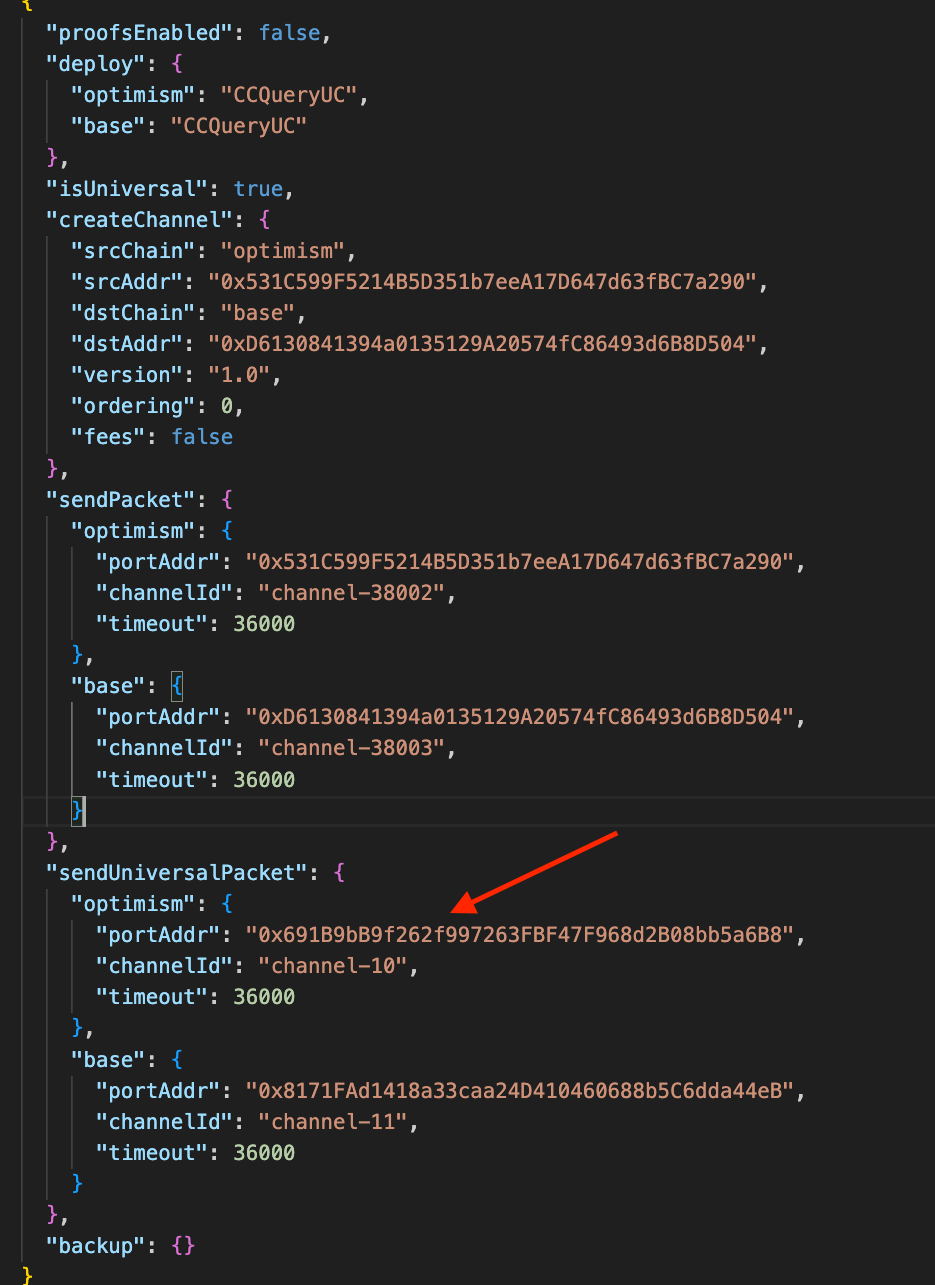 {
"proofsEnabled": false,
"deploy": {
"optimism": "CCQueryUC",
"base": "CCQueryUC"
},
"isUniversal": true,
"createChannel": {
"srcChain": "optimism",
"srcAddr": "0x531C599F5214B5D351b7eeA17D647d63fBC7a290",
"dstChain": "base",
"dstAddr": "0xD6130841394a0135129A20574fC86493d6B8D504",
"version": "1.0",
"ordering": 0,
"fees": false
},
"sendPacket": {
"optimism": {
"portAddr": "0x531C599F5214B5D351b7eeA17D647d63fBC7a290",
"channelId": "channel-38002",
"timeout": 36000
},
"base": {
"portAddr": "0xD6130841394a0135129A20574fC86493d6B8D504",
"channelId": "channel-38003",
"timeout": 36000
}
},
"sendUniversalPacket": {
"optimism": {
"portAddr": "0x691B9bB9f262f997263FBF47F968d2B08bb5a6B8",
"channelId": "channel-10",
"timeout": 36000
},
"base": {
"portAddr": "0x8171FAd1418a33caa24D410460688b5C6dda44eB",
"channelId": "channel-11",
"timeout": 36000
}
},
"backup": {}
}